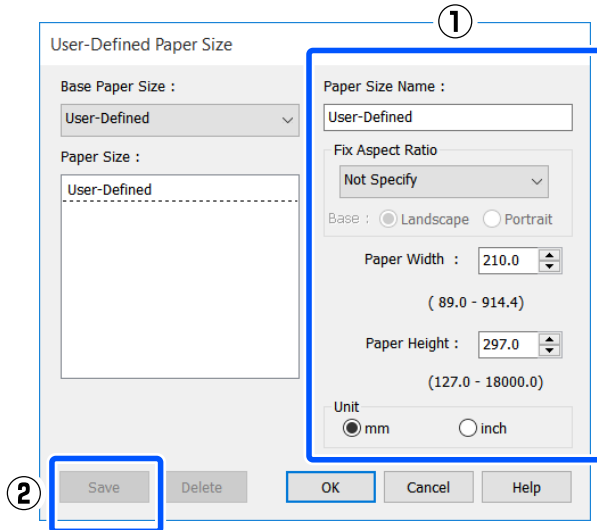 ①
User-Defined Paper Size
Base Paper Size :
User-Defined
Paper Size :
User-Defined
Paper Size Name :
User-Defined
Fix Aspect Ratio
Not Specify
Base : Landscape Portrait
Paper Width : 210.0
( 89.0 - 914.4)
Paper Height : 297.0
(127.0 - 18000.0)
Unit
mm inch
②
Save Delete OK Cancel Help